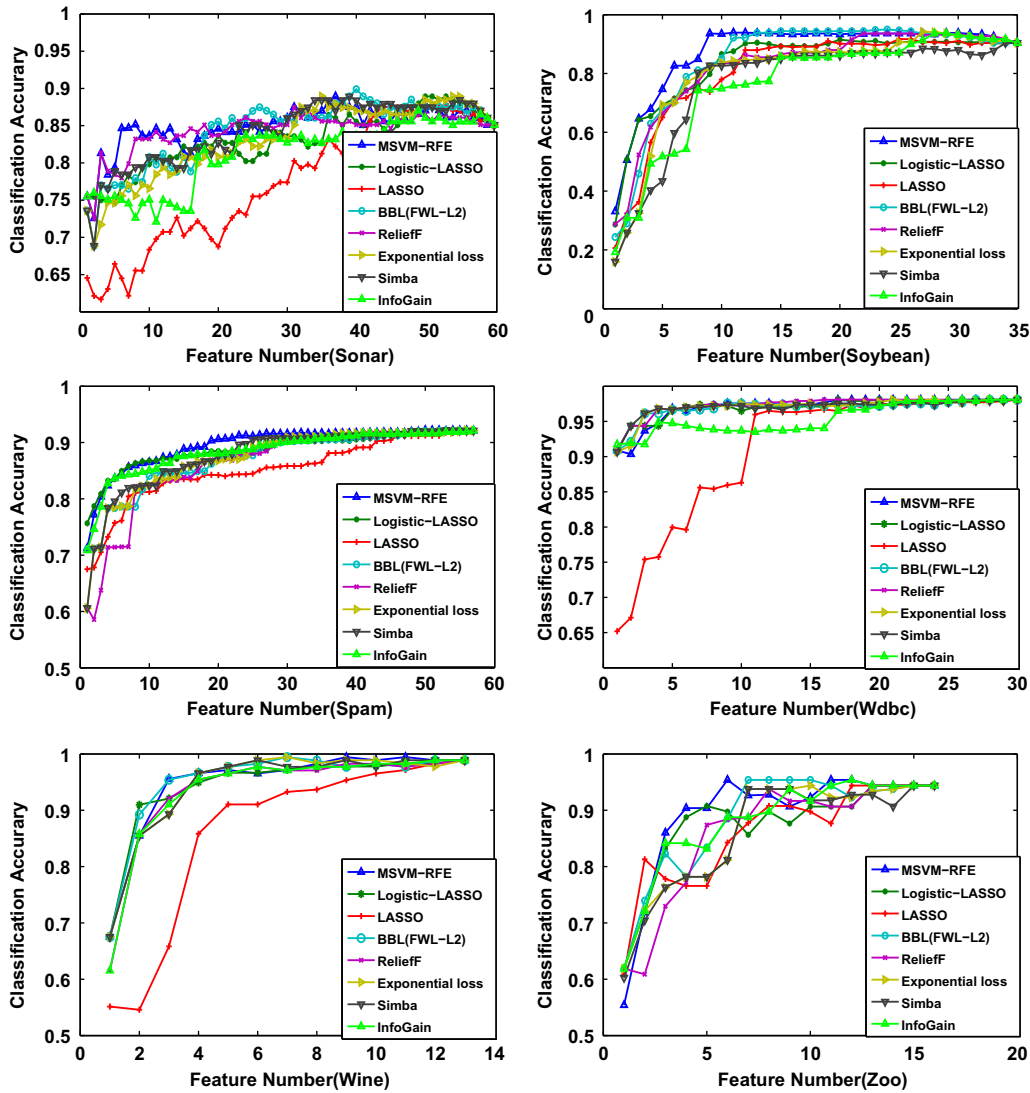 Classification Accurary
1
0.95
0.9
0.85
0.8
0.75
0.7
0.65
0 10 20 30 40 50 60
Feature Number(Sonar)
MSVM-RFE
Logistic-LASSO
LASSO
BBL(FWL-L2)
ReliefF
Exponential loss
Simba
InfoGain
Classification Accurary
1
0.8
0.6
0.4
0.2
0 5 10 15 20 25 30 35
Feature Number(Soybean)
MSVM-RFE
Logistic-LASSO
LASSO
BBL(FWL-L2)
ReliefF
Exponential loss
Simba
InfoGain
Classification Accurary
1
0.9
0.8
0.7
0.6
0.5
0 10 20 30 40 50 60
Feature Number(Spam)
MSVM-RFE
Logistic-LASSO
LASSO
BBL(FWL-L2)
ReliefF
Exponential loss
Simba
InfoGain
Classification Accurary
0.95
0.9
0.85
0.8
0.75
0.7
0.65
0 5 10 15 20 25 30
Feature Number(Wdbc)
MSVM-RFE
Logistic-LASSO
LASSO
BBL(FWL-L2)
ReliefF
Exponential loss
Simba
InfoGain
Classification Accurary
1
0.9
0.8
0.7
0.6
0.5
0 2 4 6 8 10 12 14
Feature Number(Wine)
MSVM-RFE
Logistic-LASSO
LASSO
BBL(FWL-L2)
ReliefF
Exponential loss
Simba
InfoGain
Classification Accurary
1
0.9
0.8
0.7
0.6
0.5
0 5 10 15 20
Feature Number(Zoo)
MSVM-RFE
Logistic-LASSO
LASSO
BBL(FWL-L2)
ReliefF
Exponential loss
Simba
InfoGain